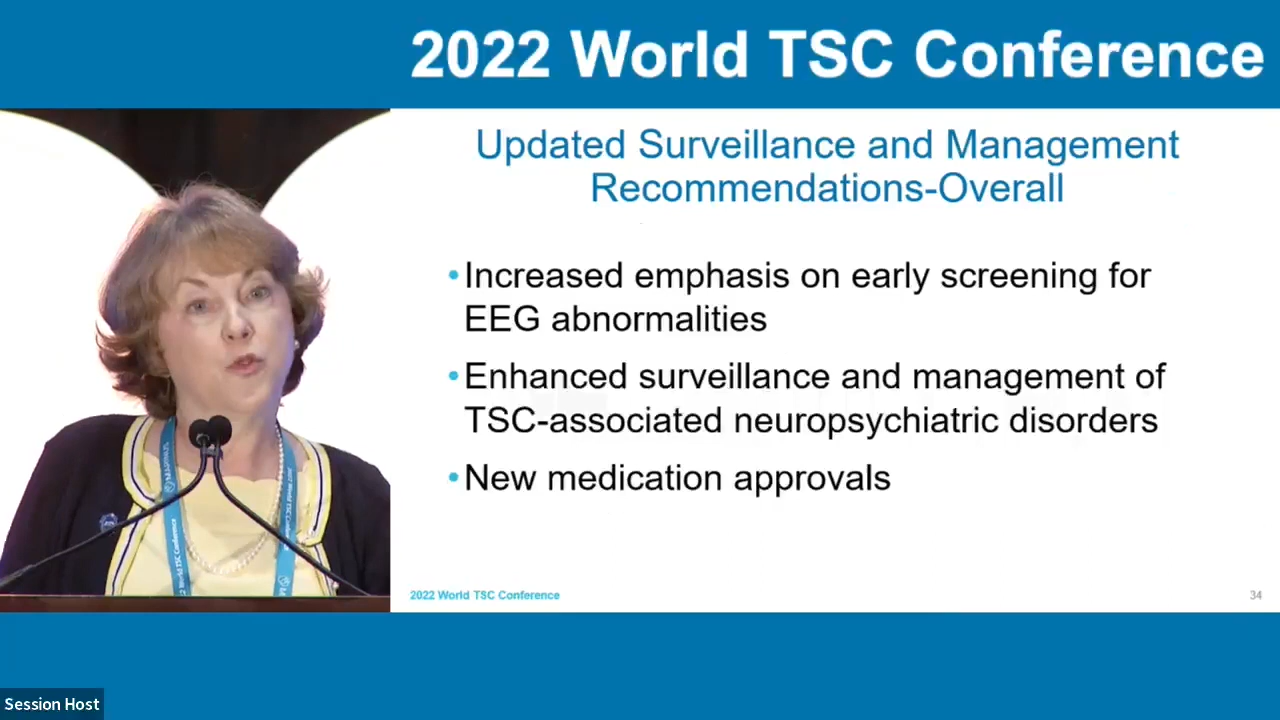 2022 World TSC Conference
Updated Surveillance and Management
Recommendations-Overall
•Increased emphasis on early screening for
EEG abnormalities
•Enhanced surveillance and management of
TSC-associated neuropsychiatric disorders
•New medication approvals
2022 World TSC Conference
34
Session Host